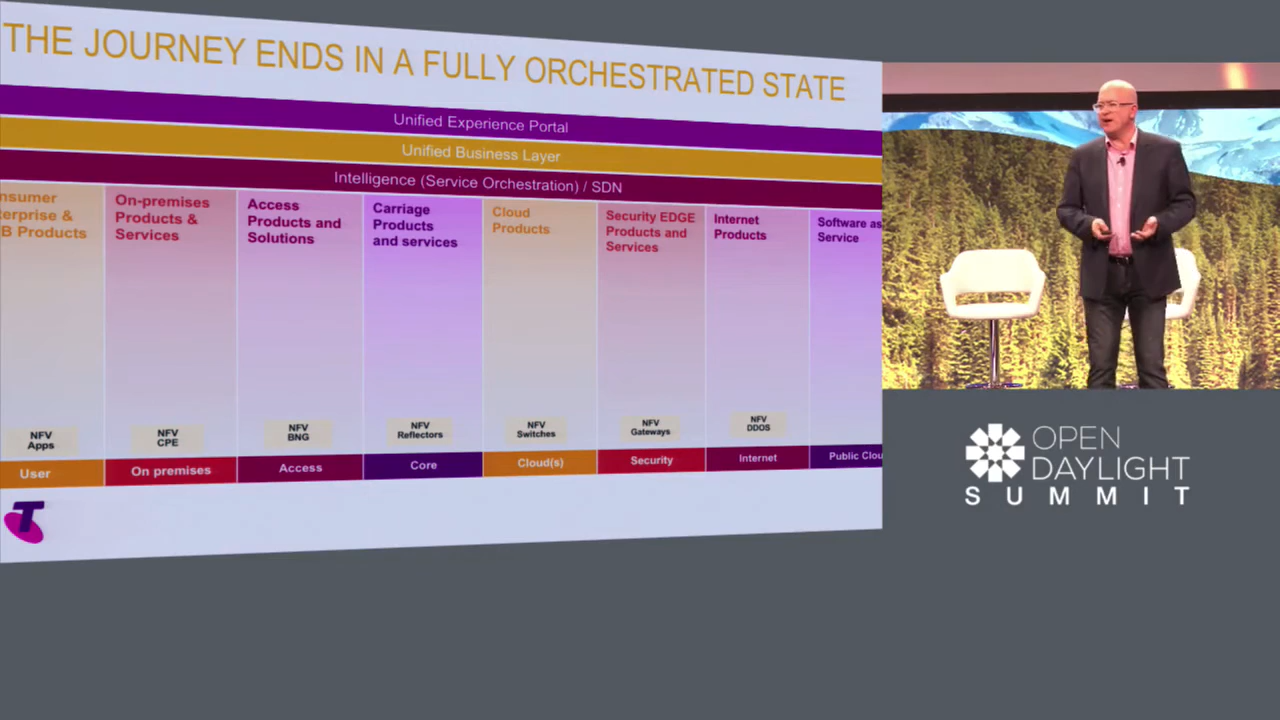 THE JOURNEY ENDS IN A FULLY ORCHESTRATED STATE
Unified Experience Portal
Unified Business Layer
Intelligence (Service Orchestration) / SDN
nsumer
terprise &
B Products
On-premises
Products &
Services
Access
Products and
Solutions
Carriage
Products
and services
Cloud
Products
Security EDGE
Products and
Services
Internet
Products
Software as
Service
NFV
Apps
NFV
CPE
NFV
BNG
NFV
Reflectors
NFV
Switches
NFV
Gateways
NFV
DDOS
User
On premises
Access
Core
Cloud(s)
Security
Internet
Public Clou
T
OPEN
DAYLIGHT
SUMMIT